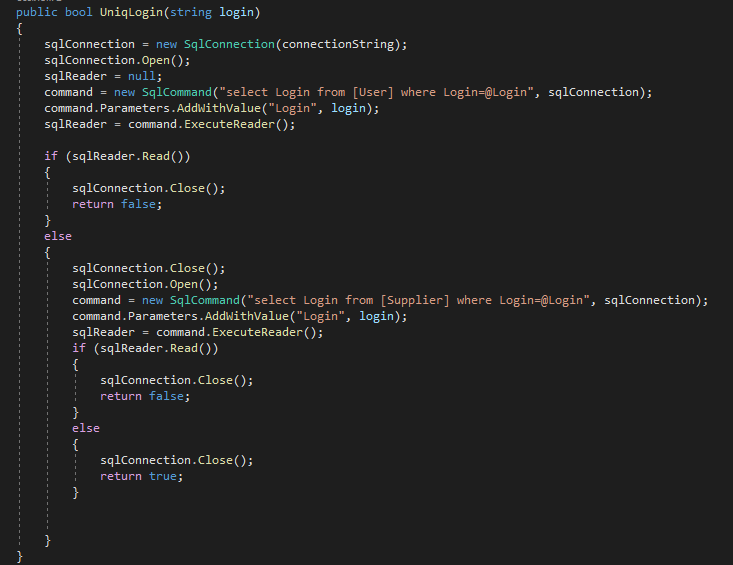 public bool UniqLogin(string login)
{
sqlConnection = new SqlConnection(connectionString);
sqlConnection.Open();
sqlReader = null;
command = new SqlCommand("select Login from [User] where Login=@Login", sqlConnection);
command.Parameters.AddWithValue("Login", login);
sqlReader = command.ExecuteReader();
if (sqlReader.Read())
{
sqlConnection.Close();
return false;
}
else
{
sqlConnection.Close();
sqlConnection.Open();
command = new SqlCommand("select Login from [Supplier] where Login=@Login", sqlConnection);
command.Parameters.AddWithValue("Login", login);
sqlReader = command.ExecuteReader();
if (sqlReader.Read())
{
sqlConnection.Close();
return false;
}
else
{
sqlConnection.Close();
return true;
}
}
}